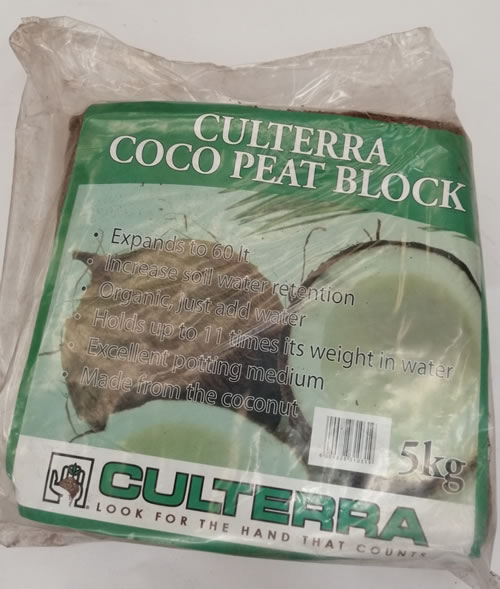 CULTERRA
COCO PEAT BLOCK
• Expands to 60 lt
• Increase soil water retention
• Organic, just add water
• Holds up to 11 times its weight in water
• Excellent potting medium
• Made from the coconut
5kg
CULTERRA
LOOK FOR THE HAND THAT COUNTS